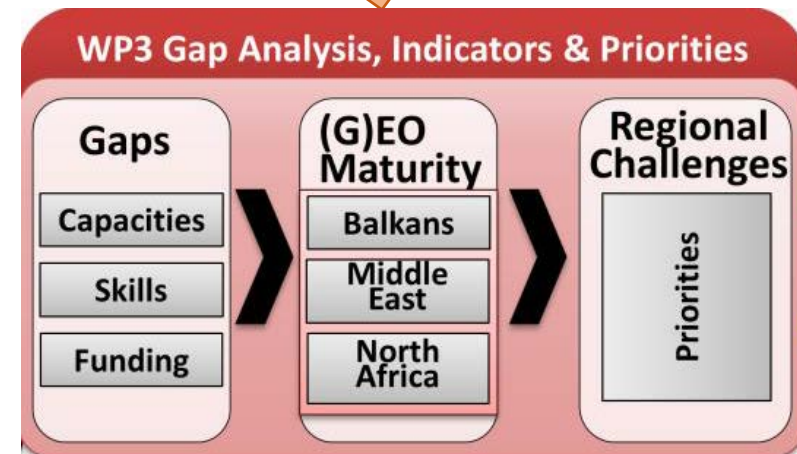 WP3 Gap Analysis, Indicators & Priorities
Gaps
Capacities
Skills
Funding
(G)EO
Maturity
Balkans
Middle
East
North
Africa
Regional
Challenges
Priorities